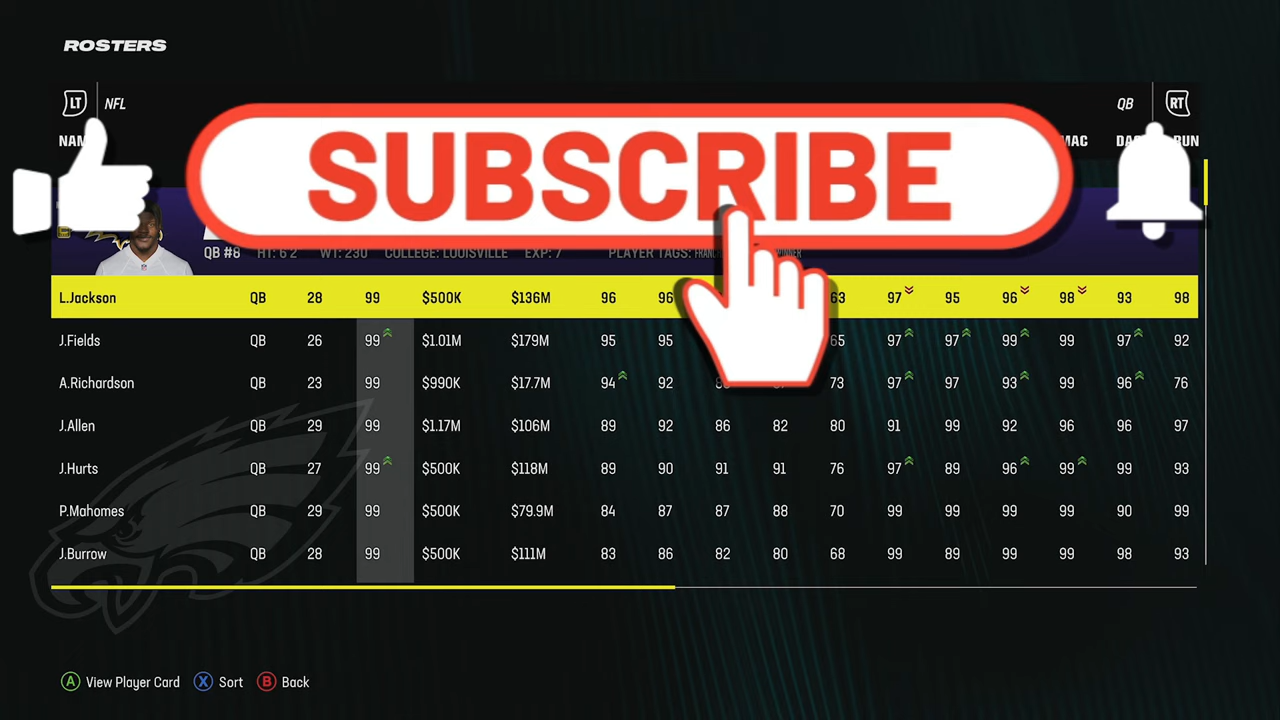 ROSTERS
LT NFL QB RT
SUBSCRIBE
QB #8 HT: 6'2" WT: 230 COLLEGE: LOUISVILLE EXP: 7 PLAYER TAGS:
L.Jackson QB 28 99 $500K $136M 96 96 63 97 95 96 98 93 98
J.Fields QB 26 99 $1.01M $179M 95 95 65 97 97 99 99 97 92
A.Richardson QB 23 99 $990K $17.7M 94 92 73 97 97 93 99 96 76
J.Allen QB 29 99 $1.17M $106M 89 92 86 82 80 91 99 92 96 96 97
J.Hurts QB 27 99 $500K $118M 89 90 91 91 76 97 89 96 99 99 93
P.Mahomes QB 29 99 $500K $79.9M 84 87 87 88 70 99 99 99 99 90 99
J.Burrow QB 28 99 $500K $111M 83 86 82 80 68 99 89 99 99 98 93
A View Player Card X Sort B Back